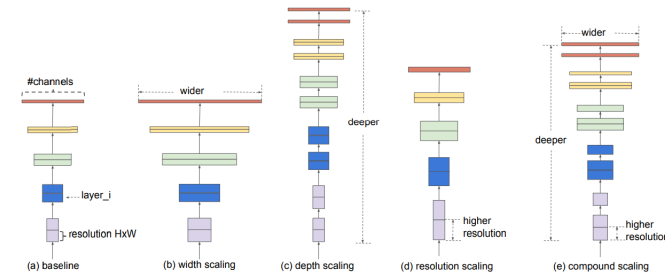 #channels
layer_i
resolution HxW
(a) baseline
wider
(b) width scaling
deeper
(c) depth scaling
higher
resolution
(d) resolution scaling
wider
deeper
higher
resolution
(e) compound scaling